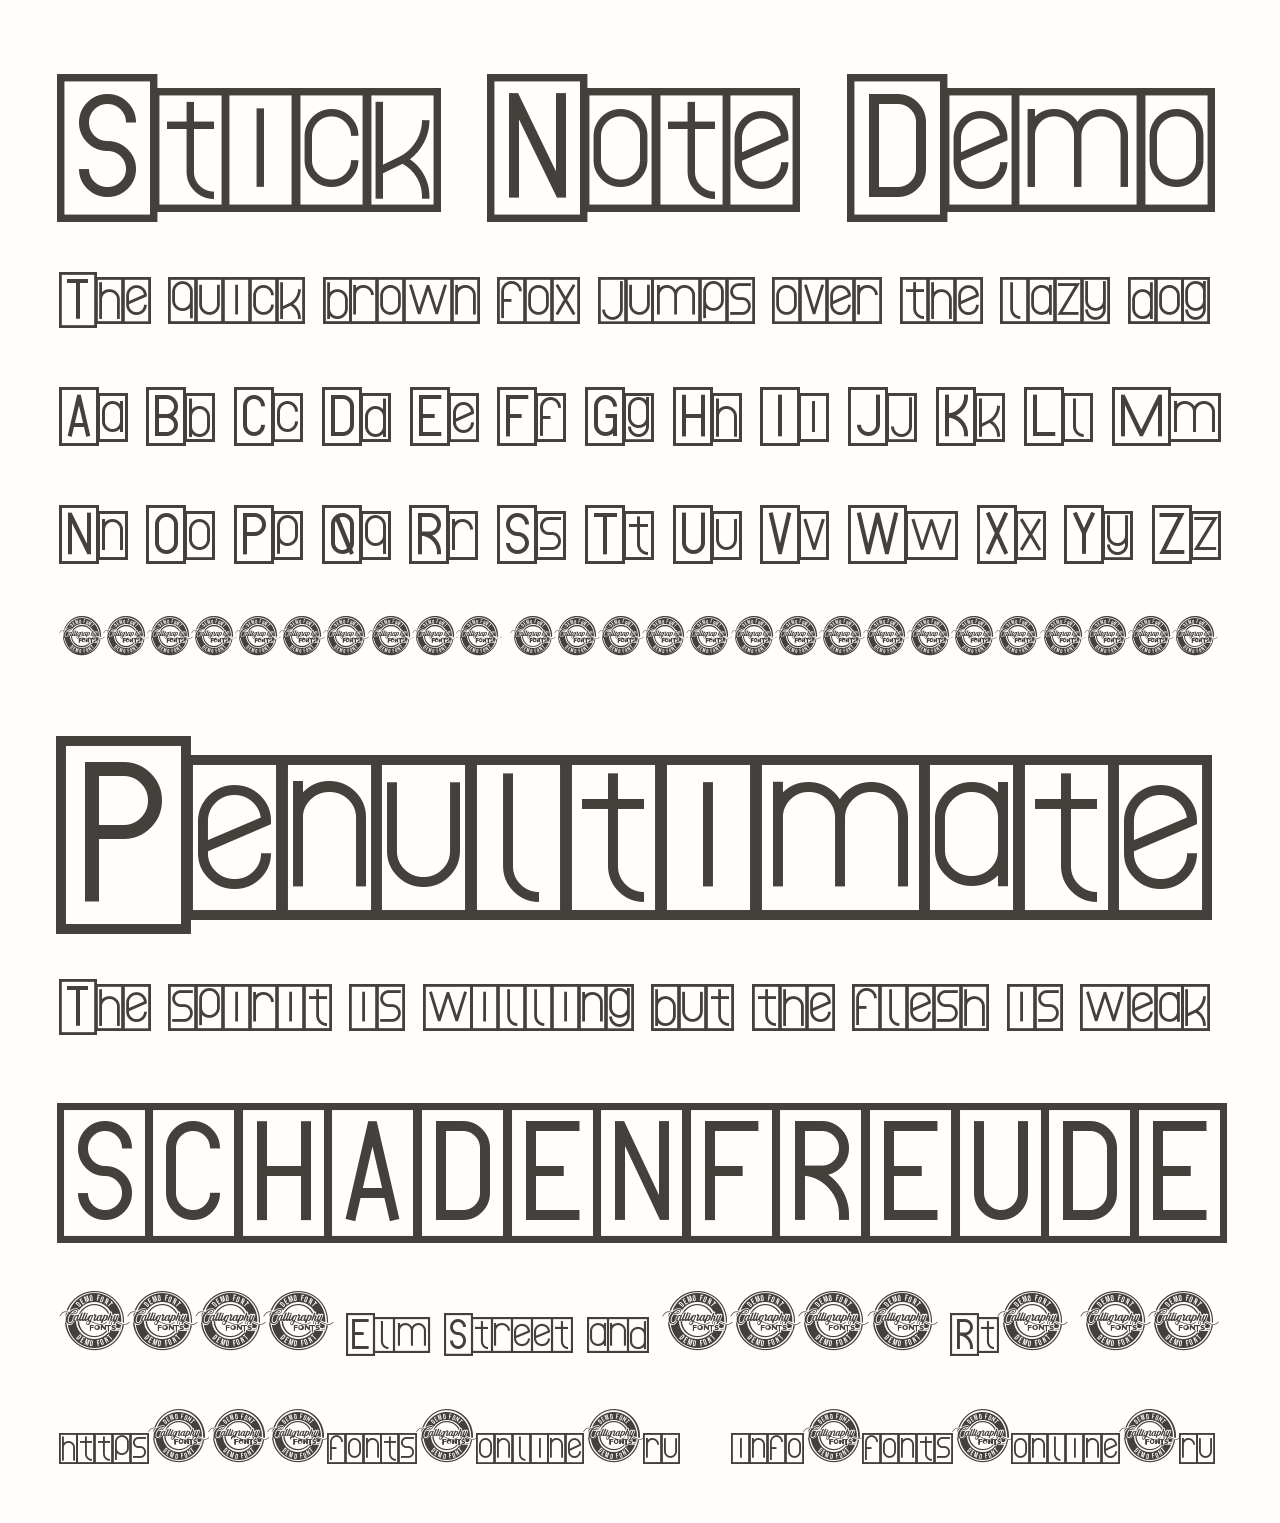 Stick Note Demo
The quick brown fox jumps over the lazy dog
Aa Bb Cc Dd Ee Ff Gg Hh Ii Jj Kk Ll Mm
Nn Oo Pp Qq Rr Ss Tt Uu Vv Ww Xx Yy Zz
Penultimate
The spirit is willing but the flesh is weak
SCHADENFREUDE
Elm Street and Rt
https fonts online ru info fonts online ru